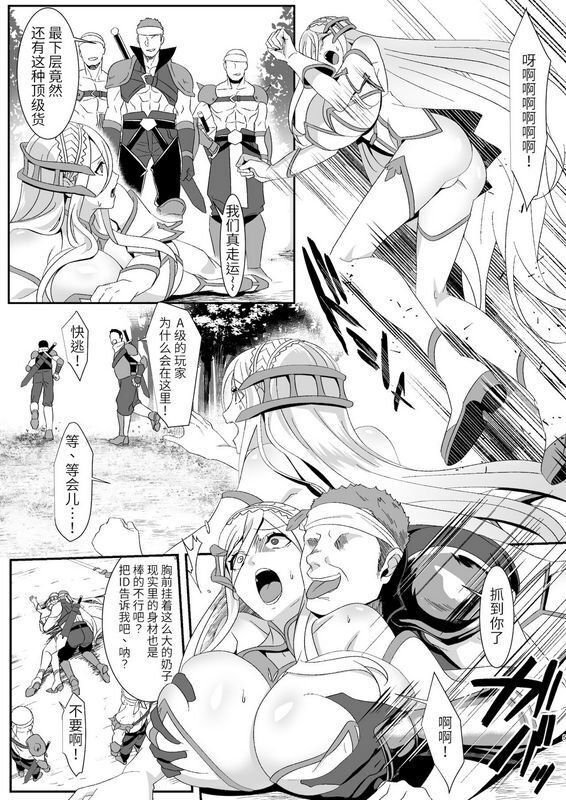 呀啊啊啊啊啊啊！
最下层竟然
还有这种顶级货
我们真走运～
A级的玩家
为什么会在这里！
快逃！
等、等会儿…！
抓到你了
啊啊！
胸前挂着这么大的奶子
现实里的身材也是
棒的不行吧？
把ID告诉我吧、呐？
不要啊！